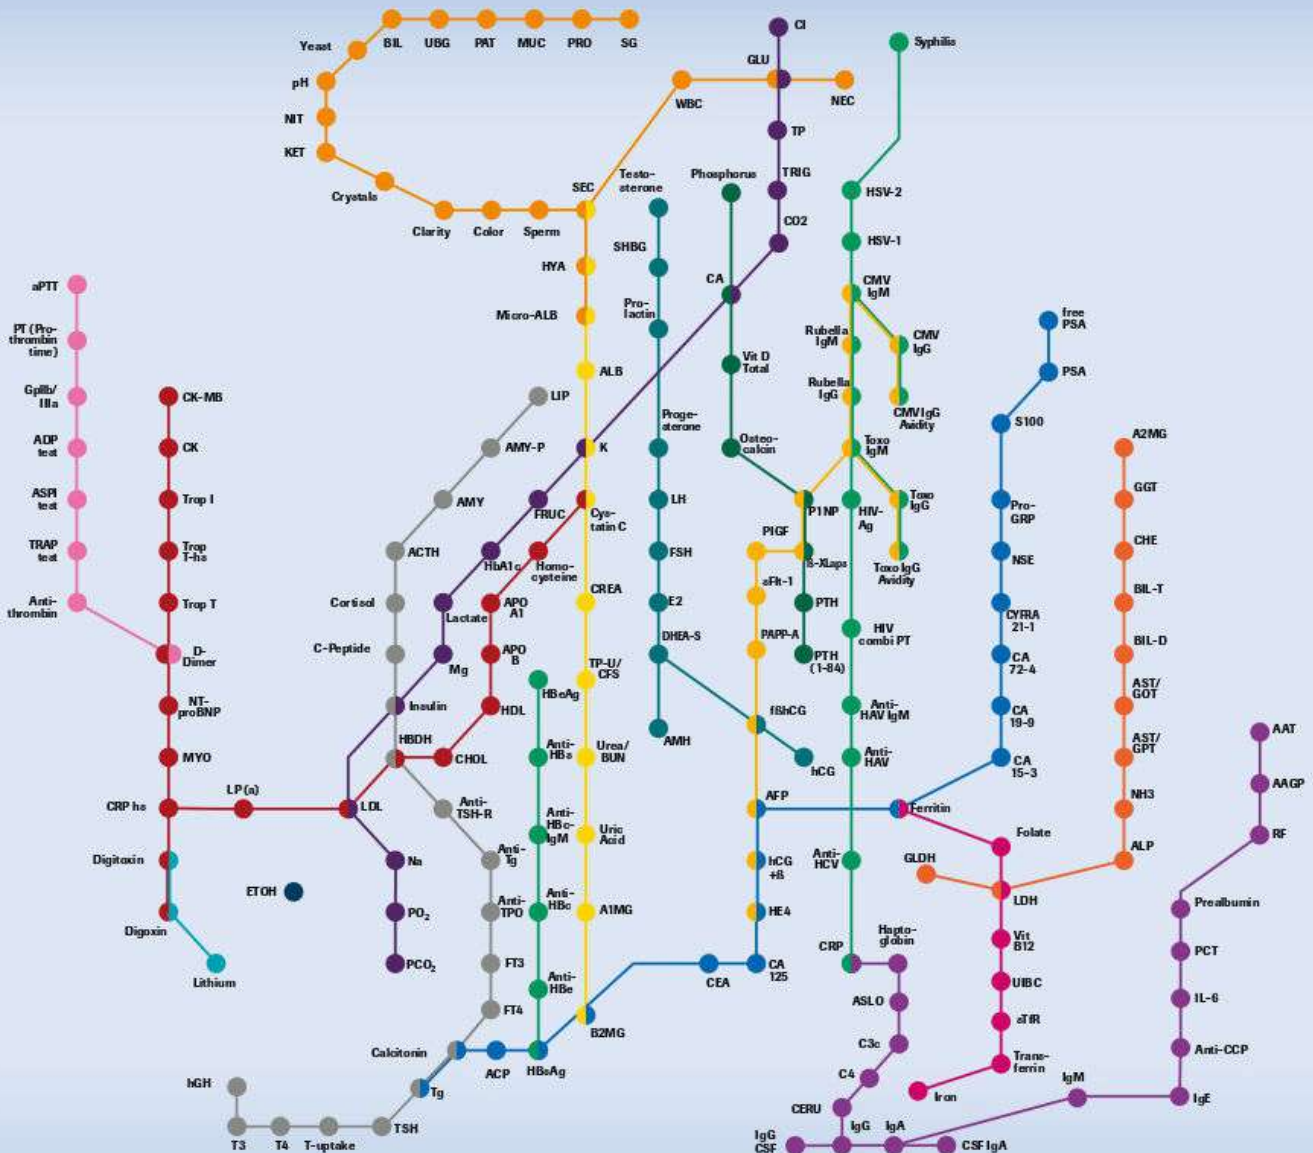 Cl
Syphilis
Yeast
BIL
UBG
PAT
MUC
PRO
SG
GLU
pH
WBC
NEC
NIT
TP
KET
Testo-
sterone
Phosphorus
TRIG
Crystals
SEC
HSV-2
Clarity
Color
Sperm
CO2
SHBG
HSV-1
HYA
aPTT
CA
CMV
IgM
Pro-
lactin
Micro-ALB
free
PSA
PT (Pro-
thrombin
time)
Rubella
IgM
CMV
IgG
Vit D
Total
ALB
PSA
GpIIb/
IIIa
CK-MB
LIP
Rubella
IgG
CMV IgG
Avidity
Proge-
sterone
S100
A2MG
ADP
test
CK
AMY-P
K
Osteo-
calcin
Toxo
IgM
ASPI
test
Trop I
AMY
FRUC
Cys-
tatin C
LH
P1NP
HIV-
Ag
Toxo
IgG
Pro-
GRP
GGT
TRAP
test
Trop
T-hs
ACTH
HbA1c
Homo-
cysteine
FSH
PlGF
ß-XLaps
Toxo IgG
Avidity
NSE
CHE
sFlt-1
Anti-
thrombin
Trop T
Cortisol
Lactate
APO
A1
CREA
E2
PTH
CYFRA
21-1
BIL-T
HIV
combi PT
DHEA-S
PAPP-A
D-
Dimer
C-Peptide
Mg
APO
B
PTH
(1-84)
CA
72-4
BIL-D
TP-U/
CFS
HBeAg
NT-
proBNP
Insulin
HDL
Anti-
HAV IgM
CA
19-9
AST/
GOT
fßhCG
AMH
AAT
HBDH
MYO
CHOL
Anti-
HBs
Urea/
BUN
hCG
Anti-
HAV
CA
15-3
AST/
GPT
AAGP
LP (a)
CRP hs
LDL
Anti-
TSH-R
AFP
Ferritin
NH3
Anti-
HBc-
IgM
Uric
Acid
Folate
RF
Digitoxin
Na
Anti-
Tg
hCG
+ß
Anti-
HCV
GLDH
ALP
ETOH
LDH
Digoxin
PO2
Anti-
TPO
Anti-
HBc
A1MG
HE4
Prealbumin
Hapto-
globin
Vit
B12
CRP
Lithium
PCO2
FT3
CEA
CA
125
PCT
Anti-
HBe
UIBC
ASLO
IL-6
FT4
B2MG
sTfR
Calcitonin
ACP
HBsAg
C3c
Trans-
ferrin
Anti-CCP
C4
hGH
Tg
Iron
IgM
IgE
CERU
T3
T4
T-uptake
TSH
IgG
CSF
IgG
IgA
CSF IgA